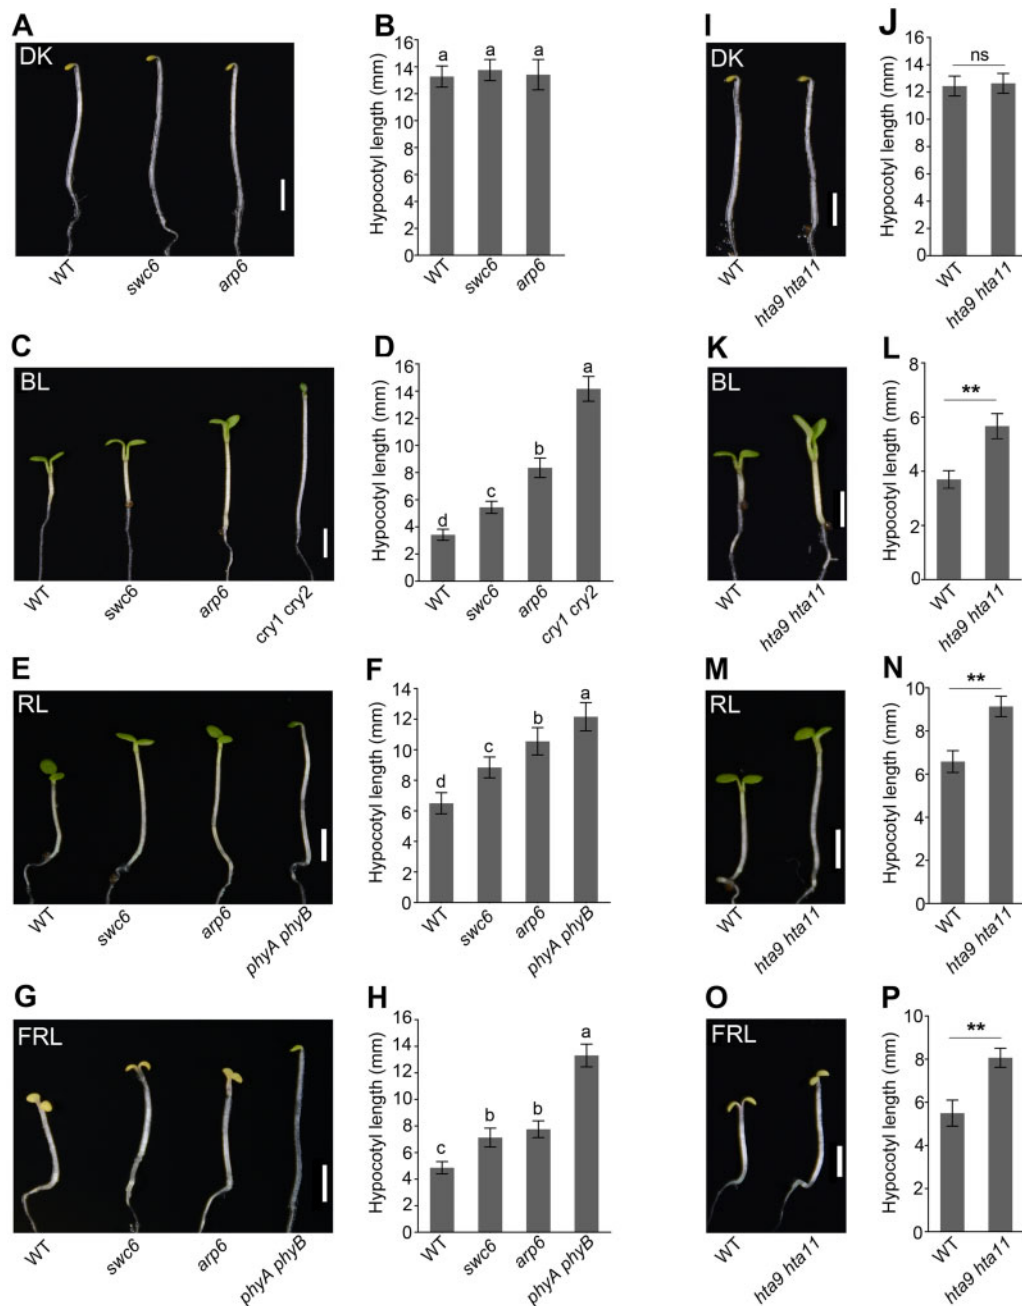 A
DK
WT
swc6
arp6
B
Hypocotyl length (mm)
16
14
12
10
8
6
4
2
0
a
a
a
WT
swc6
arp6
I
DK
WT
hta9 hta11
J
Hypocotyl length (mm)
16
14
12
10
8
6
4
2
0
ns
WT
hta9 hta11
C
BL
WT
swc6
arp6
cry1 cry2
D
Hypocotyl length (mm)
16
14
12
10
8
6
4
2
0
d
c
b
a
WT
swc6
arp6
cry1 cry2
K
BL
WT
hta9 hta11
L
Hypocotyl length (mm)
8
6
4
2
0
**
WT
hta9 hta11
E
RL
WT
swc6
arp6
phyA phyB
F
Hypocotyl length (mm)
14
12
10
8
6
4
2
0
d
c
b
a
WT
swc6
arp6
phyA phyB
M
RL
WT
hta9 hta11
N
Hypocotyl length (mm)
10
8
6
4
2
0
**
WT
hta9 hta11
G
FRL
WT
swc6
arp6
phyA phyB
H
Hypocotyl length (mm)
16
14
12
10
8
6
4
2
0
c
b
b
a
WT
swc6
arp6
phyA phyB
O
FRL
WT
hta9 hta11
P
Hypocotyl length (mm)
10
8
6
4
2
0
**
WT
hta9 hta11